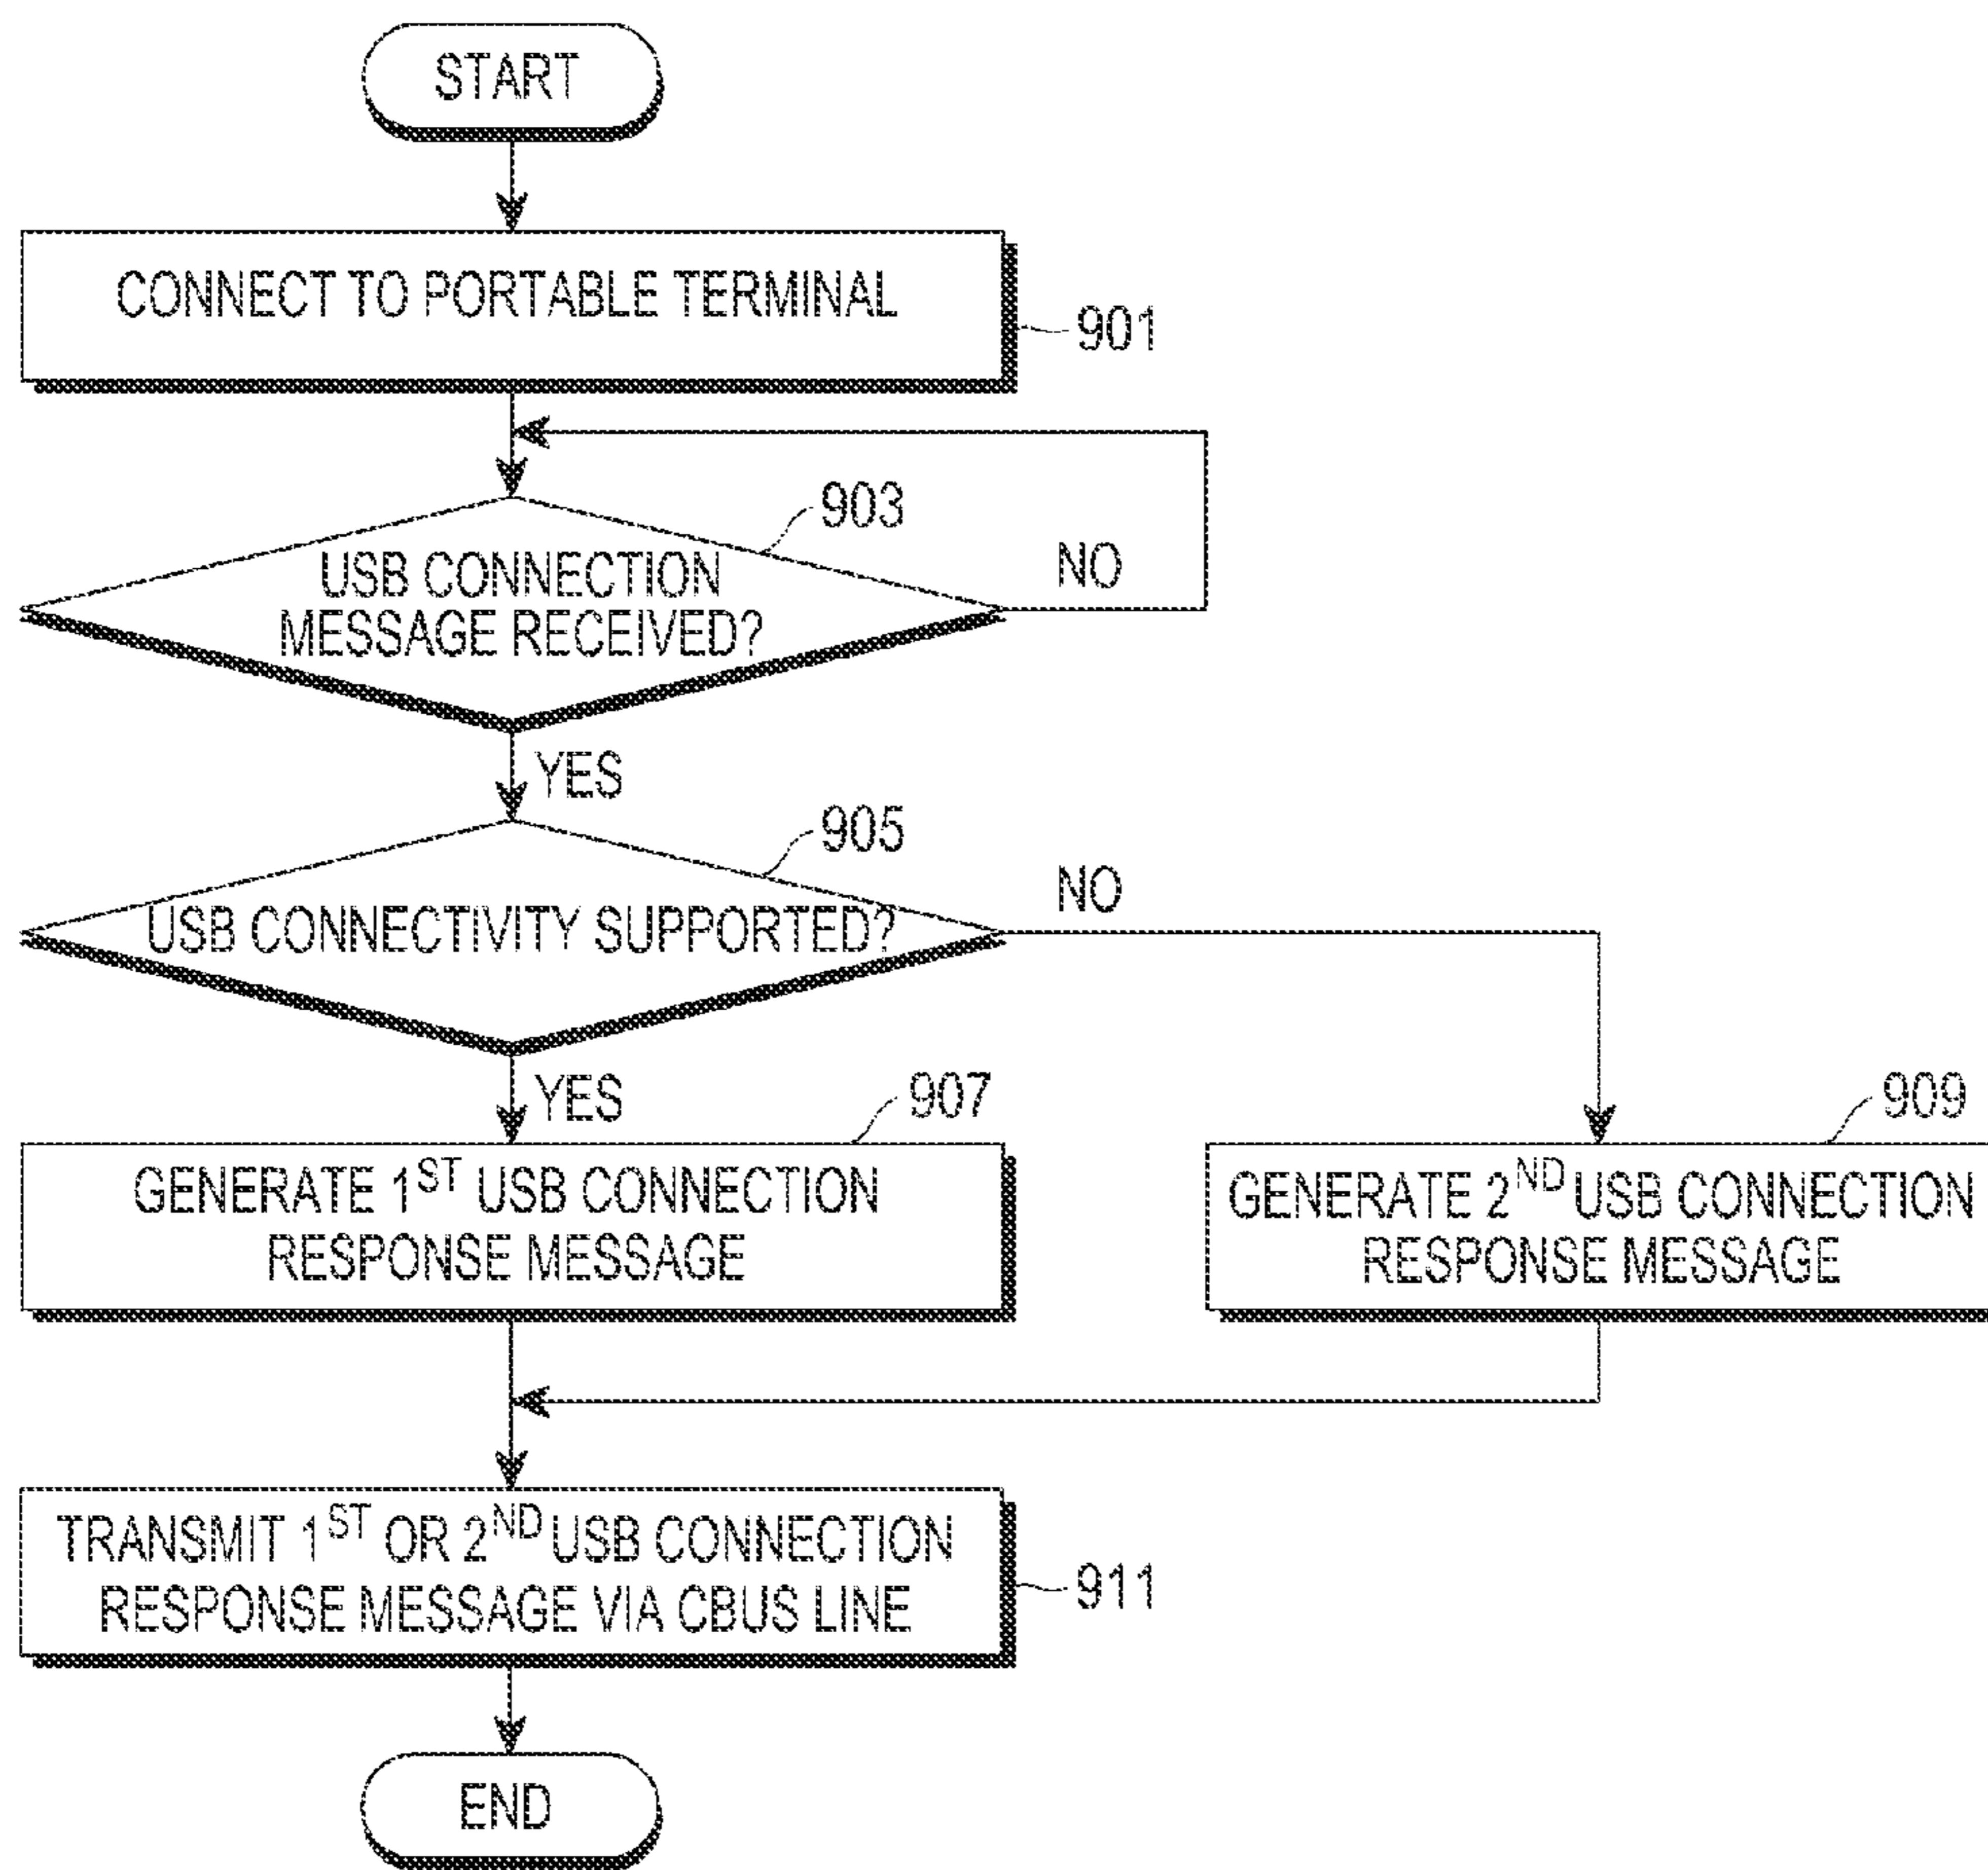 START
CONNECT TO PORTABLE TERMINAL
901
903
USB CONNECTION
MESSAGE RECEIVED?
NO
YES
905
USB CONNECTIVITY SUPPORTED?
NO
YES
907
GENERATE 1ST USB CONNECTION
RESPONSE MESSAGE
909
GENERATE 2ND USB CONNECTION
RESPONSE MESSAGE
TRANSMIT 1ST OR 2ND USB CONNECTION
RESPONSE MESSAGE VIA CBUS LINE
911
END